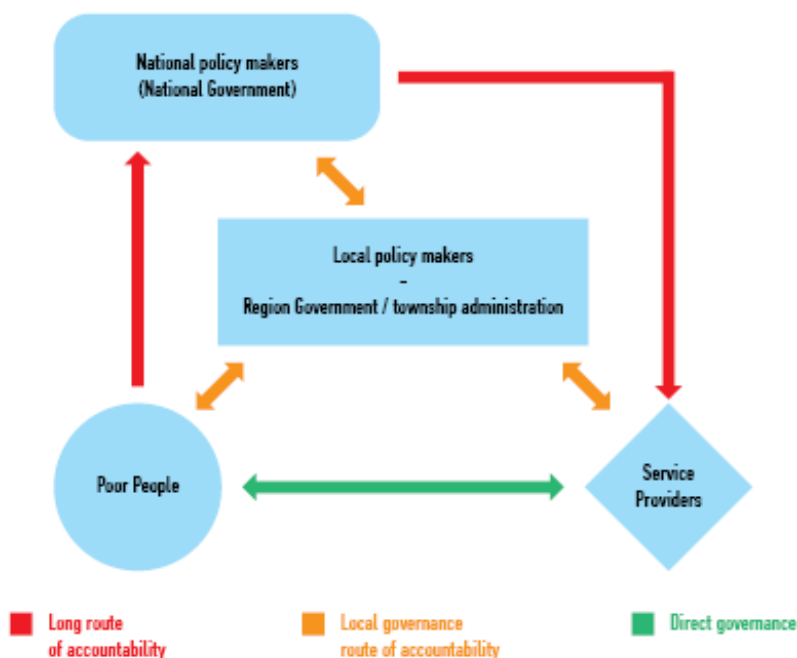 National policy makers
(National Government)
Local policy makers
-
Region Government / township administration
Poor People
Service
Providers
Long route
of accountability
Local governance
route of accountability
Direct governance